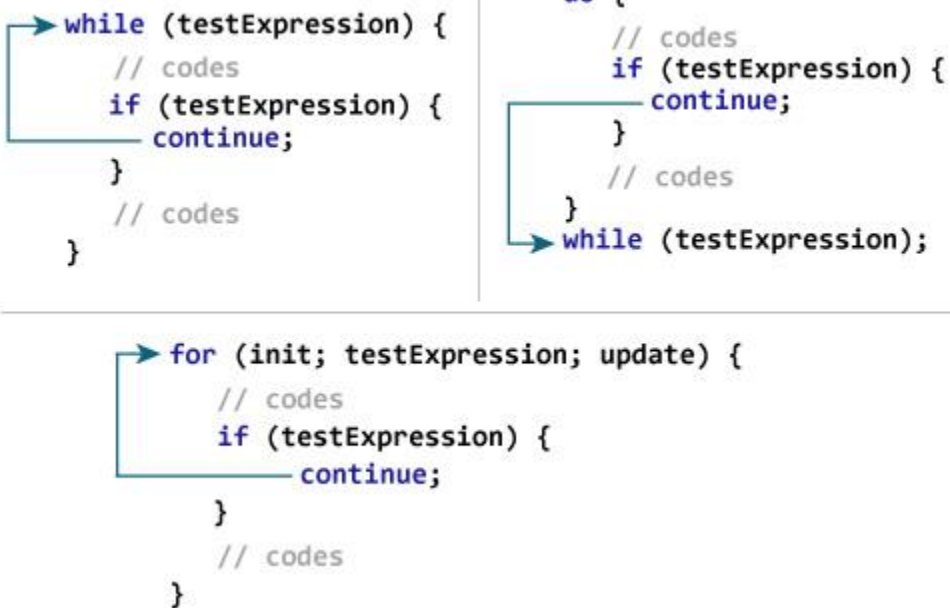 while (testExpression) {
// codes
if (testExpression) {
continue;
}
// codes
}
do {
// codes
if (testExpression) {
continue;
}
// codes
}
while (testExpression);
for (init; testExpression; update) {
// codes
if (testExpression) {
continue;
}
// codes
}